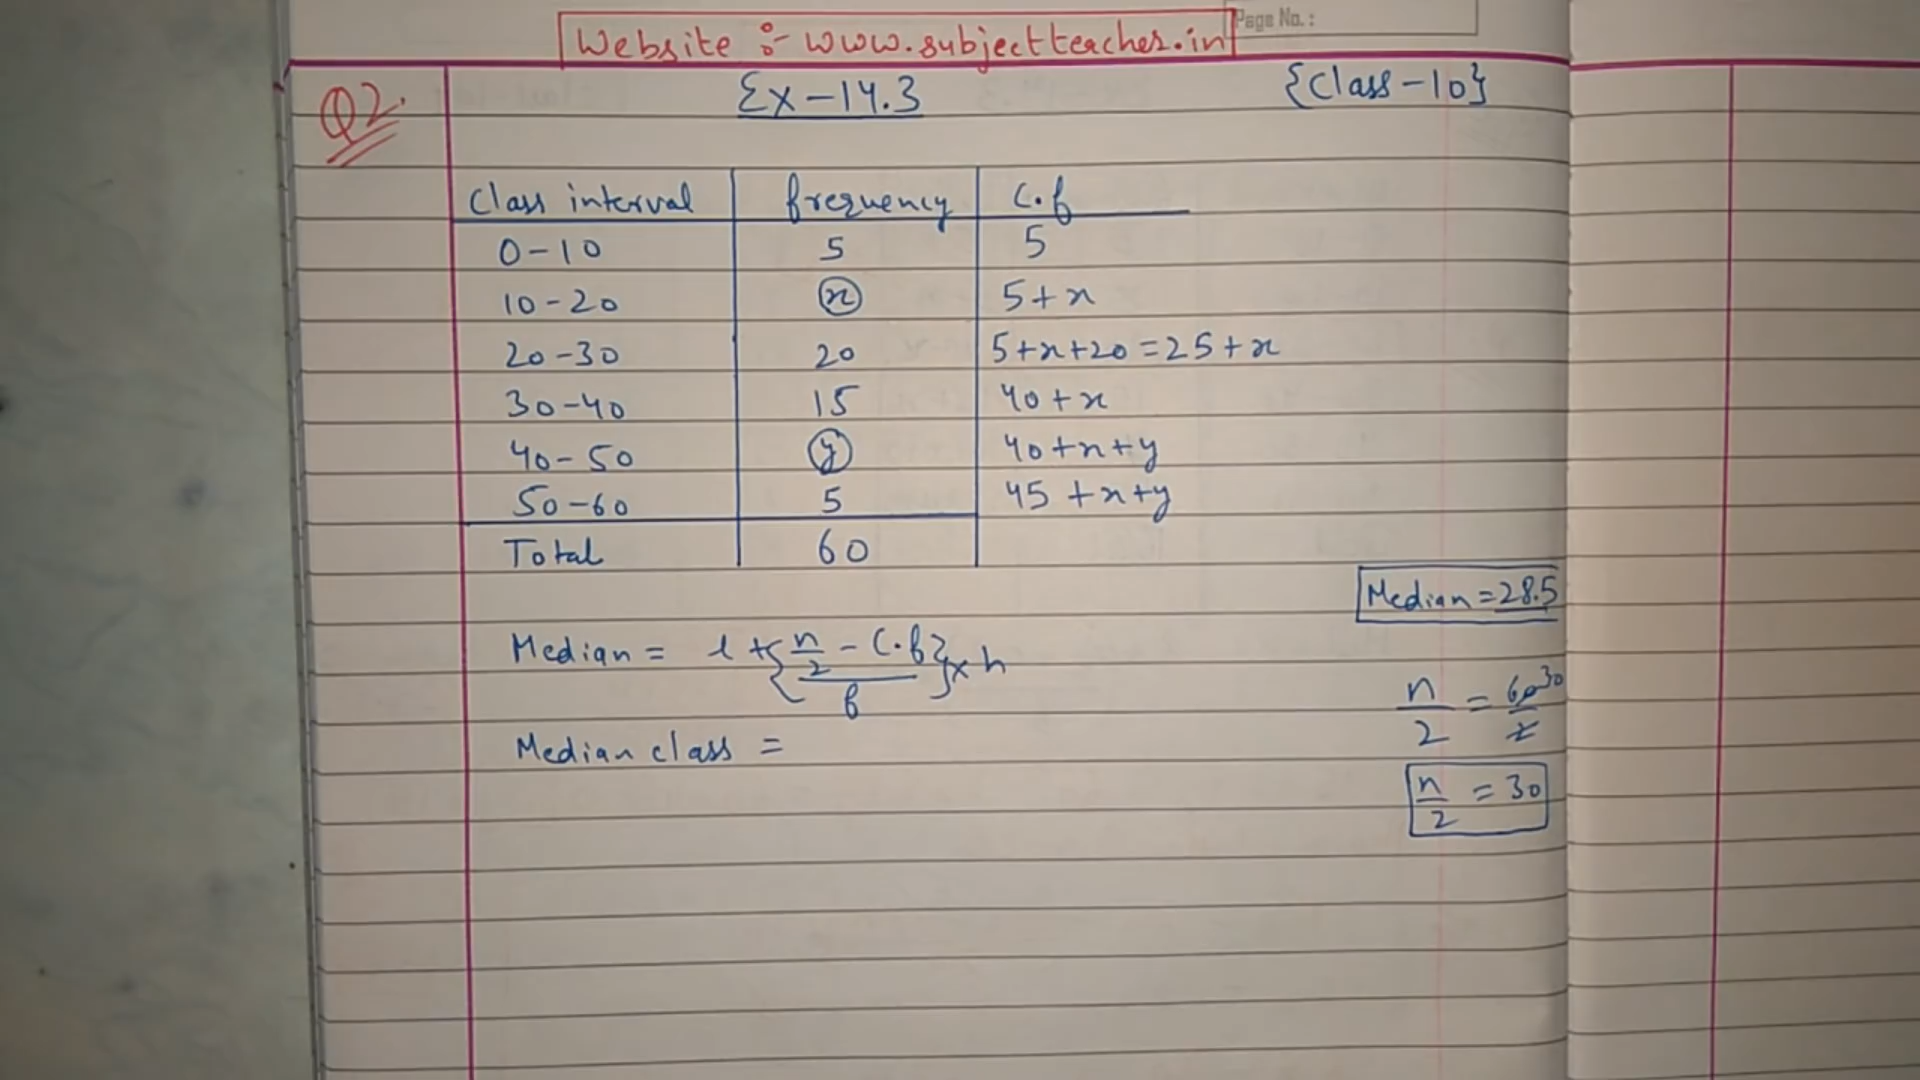 Page No.:
Website :- www.subjectteacher.in
Q2.
Ex-14.3
{Class-10}
Class interval frequency C.f
0-10 5 5
10-20 x 5+x
20-30 20 5+x+20=25+x
30-40 15 40+x
40-50 y 40+x+y
50-60 5 45+x+y
Total 60
Median=28.5
Median = l+{n/2 - C.f/f}×h
n/2 = 60/2 30
Median class =
n/2 = 30